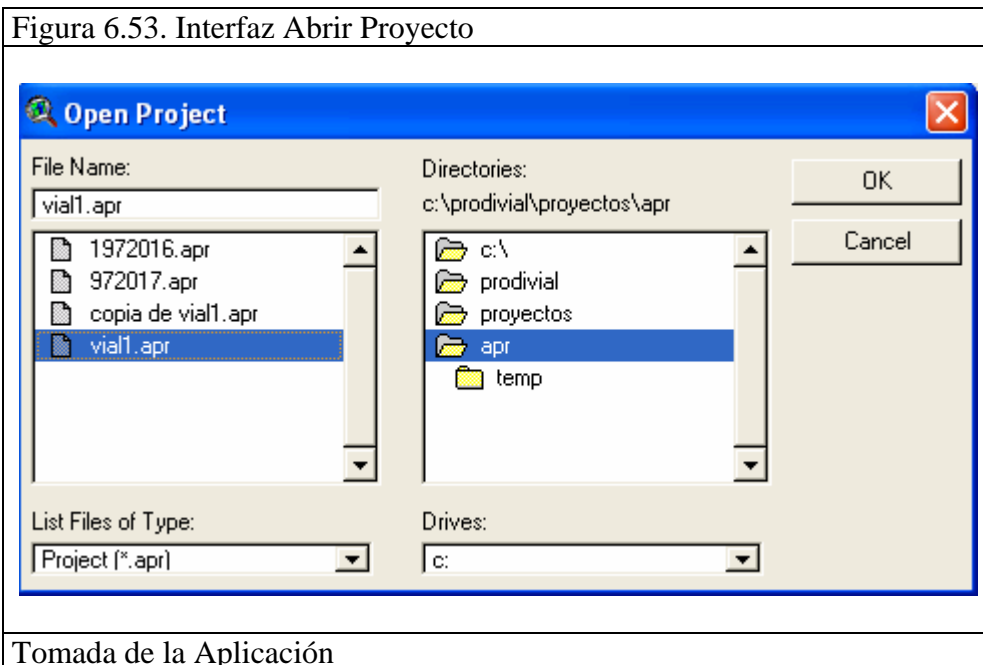 Figura 6.53. Interfaz Abrir Proyecto
Open Project
File Name:
vial1.apr
1972016.apr
972017.apr
copia de vial1.apr
vial1.apr
List Files of Type:
Project (*.apr)
Directories:
c:\prodivial\proyectos\apr
c:\
prodivial
proyectos
apr
temp
Drives:
c:
OK
Cancel
Tomada de la Aplicación